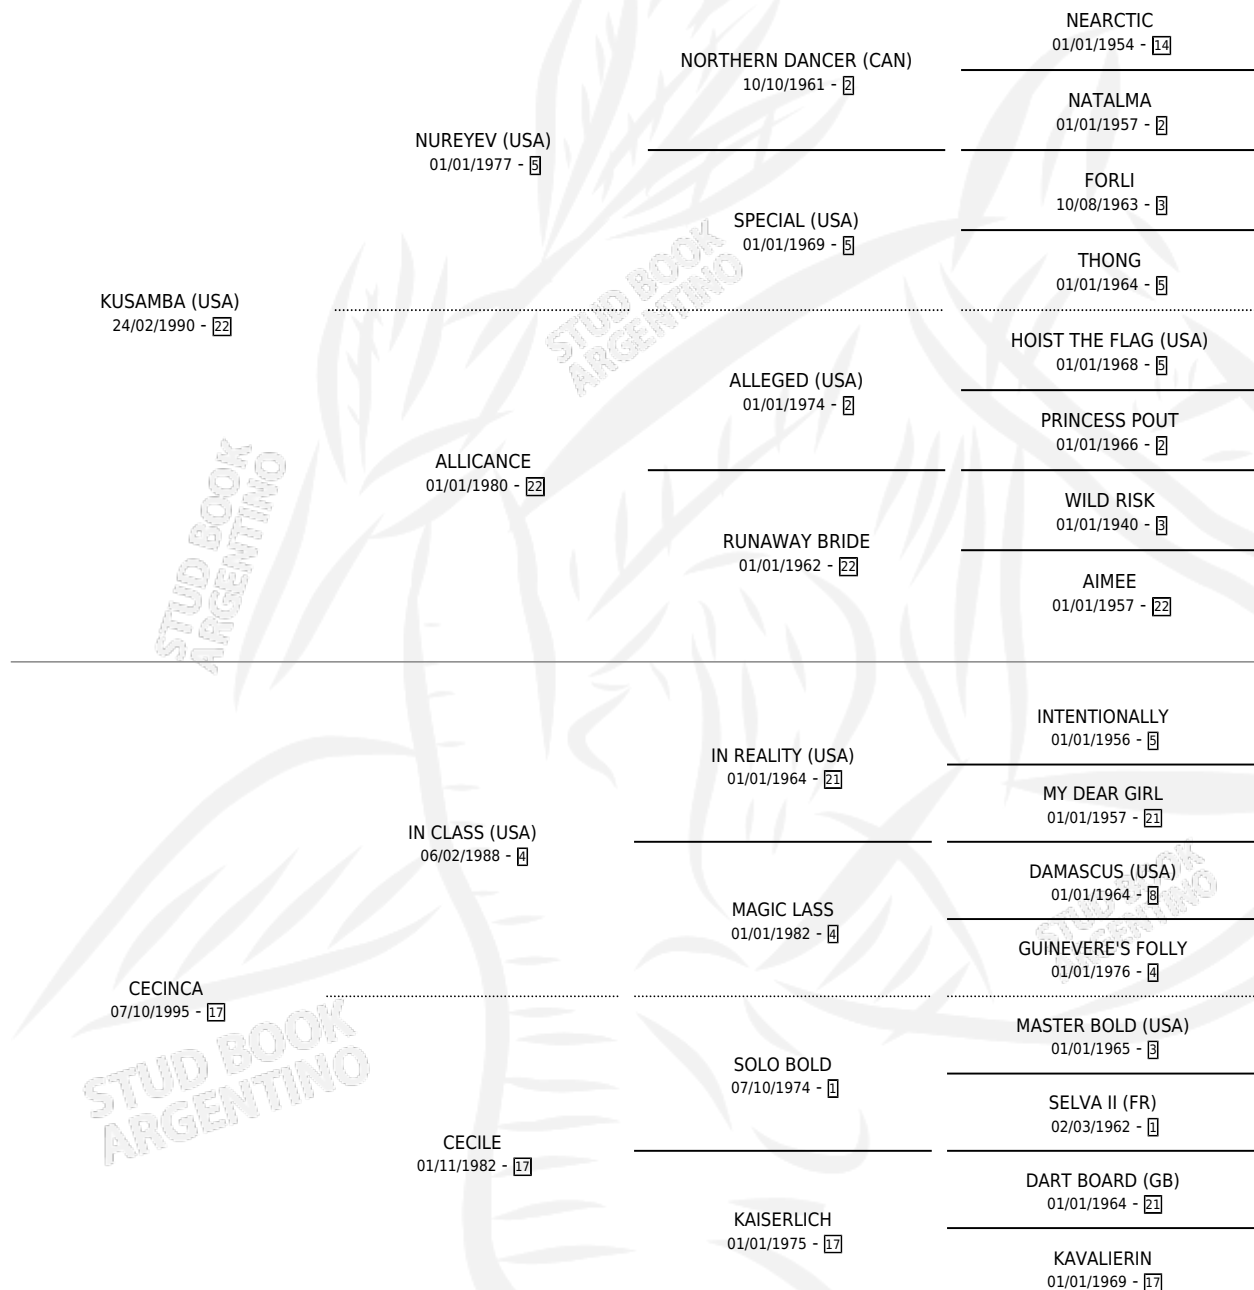 NEARCTIC
01/01/1954 - 14
NORTHERN DANCER (CAN)
10/10/1961 - 2
NATALMA
01/01/1957 - 2
NUREYEV (USA)
01/01/1977 - 5
FORLI
10/08/1963 - 3
SPECIAL (USA)
01/01/1969 - 5
THONG
01/01/1964 - 5
KUSAMBA (USA)
24/02/1990 - 22
HOIST THE FLAG (USA)
01/01/1968 - 5
ALLEGED (USA)
01/01/1974 - 2
PRINCESS POUT
01/01/1966 - 2
ALLICANCE
01/01/1980 - 22
WILD RISK
01/01/1940 - 3
RUNAWAY BRIDE
01/01/1962 - 22
AIMEE
01/01/1957 - 22
INTENTIONALLY
01/01/1956 - 5
IN REALITY (USA)
01/01/1964 - 21
MY DEAR GIRL
01/01/1957 - 21
IN CLASS (USA)
06/02/1988 - 4
DAMASCUS (USA)
01/01/1964 - 8
MAGIC LASS
01/01/1982 - 4
GUINEVERE'S FOLLY
01/01/1976 - 4
CECINCA
07/10/1995 - 17
MASTER BOLD (USA)
01/01/1965 - 3
SOLO BOLD
07/10/1974 - 1
SELVA II (FR)
02/03/1962 - 1
CECILE
01/11/1982 - 17
DART BOARD (GB)
01/01/1964 - 21
KAISERLICH
01/01/1975 - 17
KAVALIERIN
01/01/1969 - 17
STUD BOOK
ARGENTINO
STUD BOOK
ARGENTINO
STUD BOOK
ARGENTINO
STUD BOOK
ARGENTINO